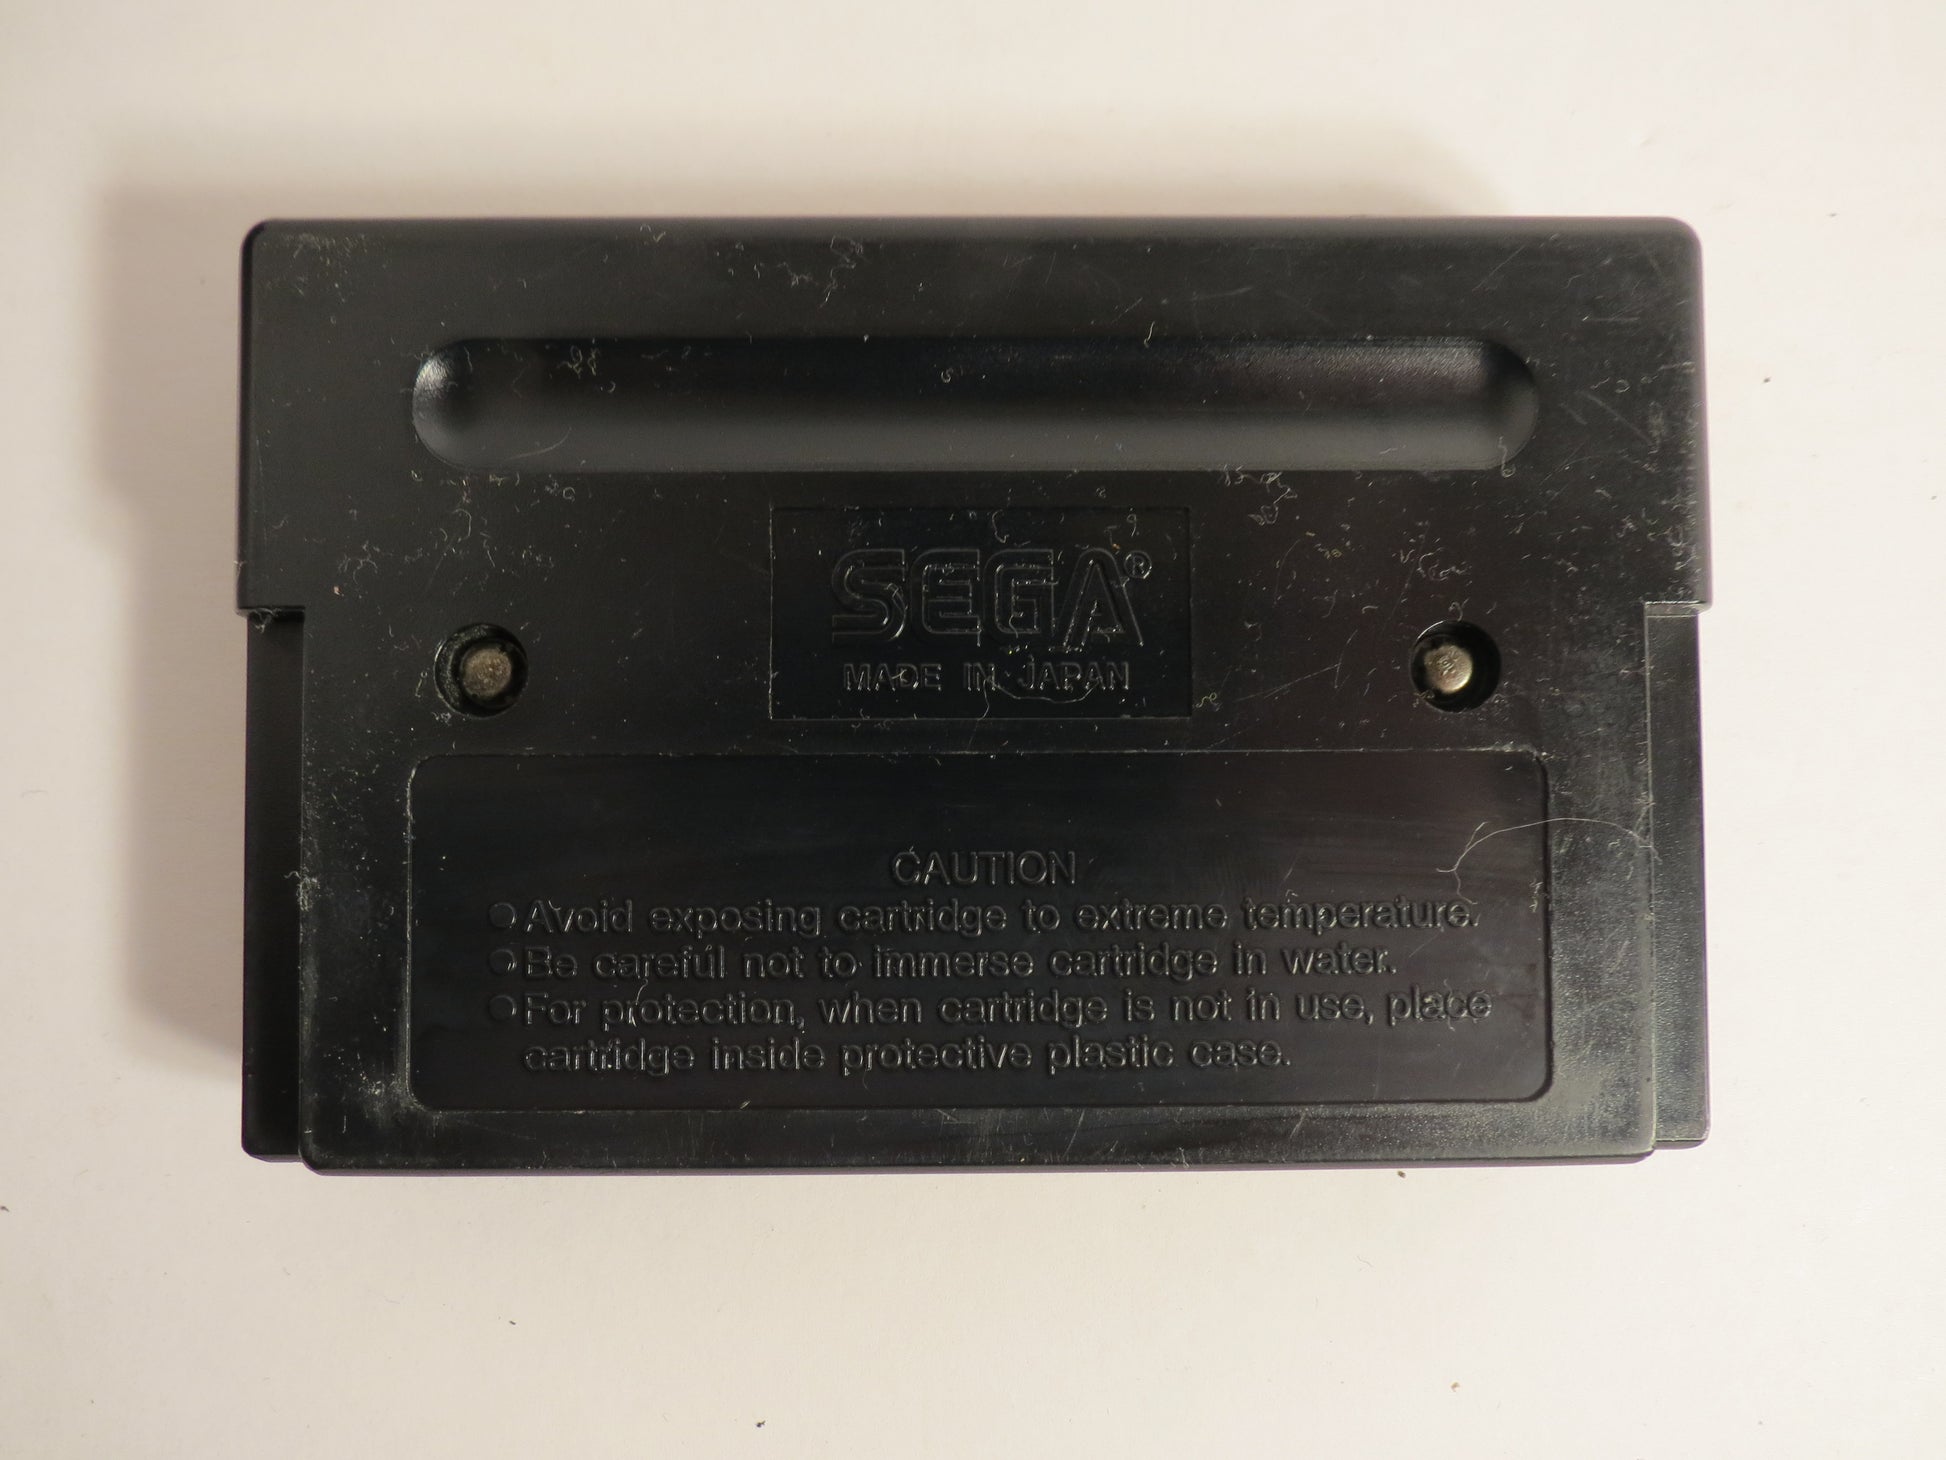 SEGA®
MADE IN JAPAN
CAUTION
○Avoid exposing cartridge to extreme temperature.
○Be careful not to immerse cartridge in water.
○For protection, when cartridge is not in use, place
cartridge inside protective plastic case.